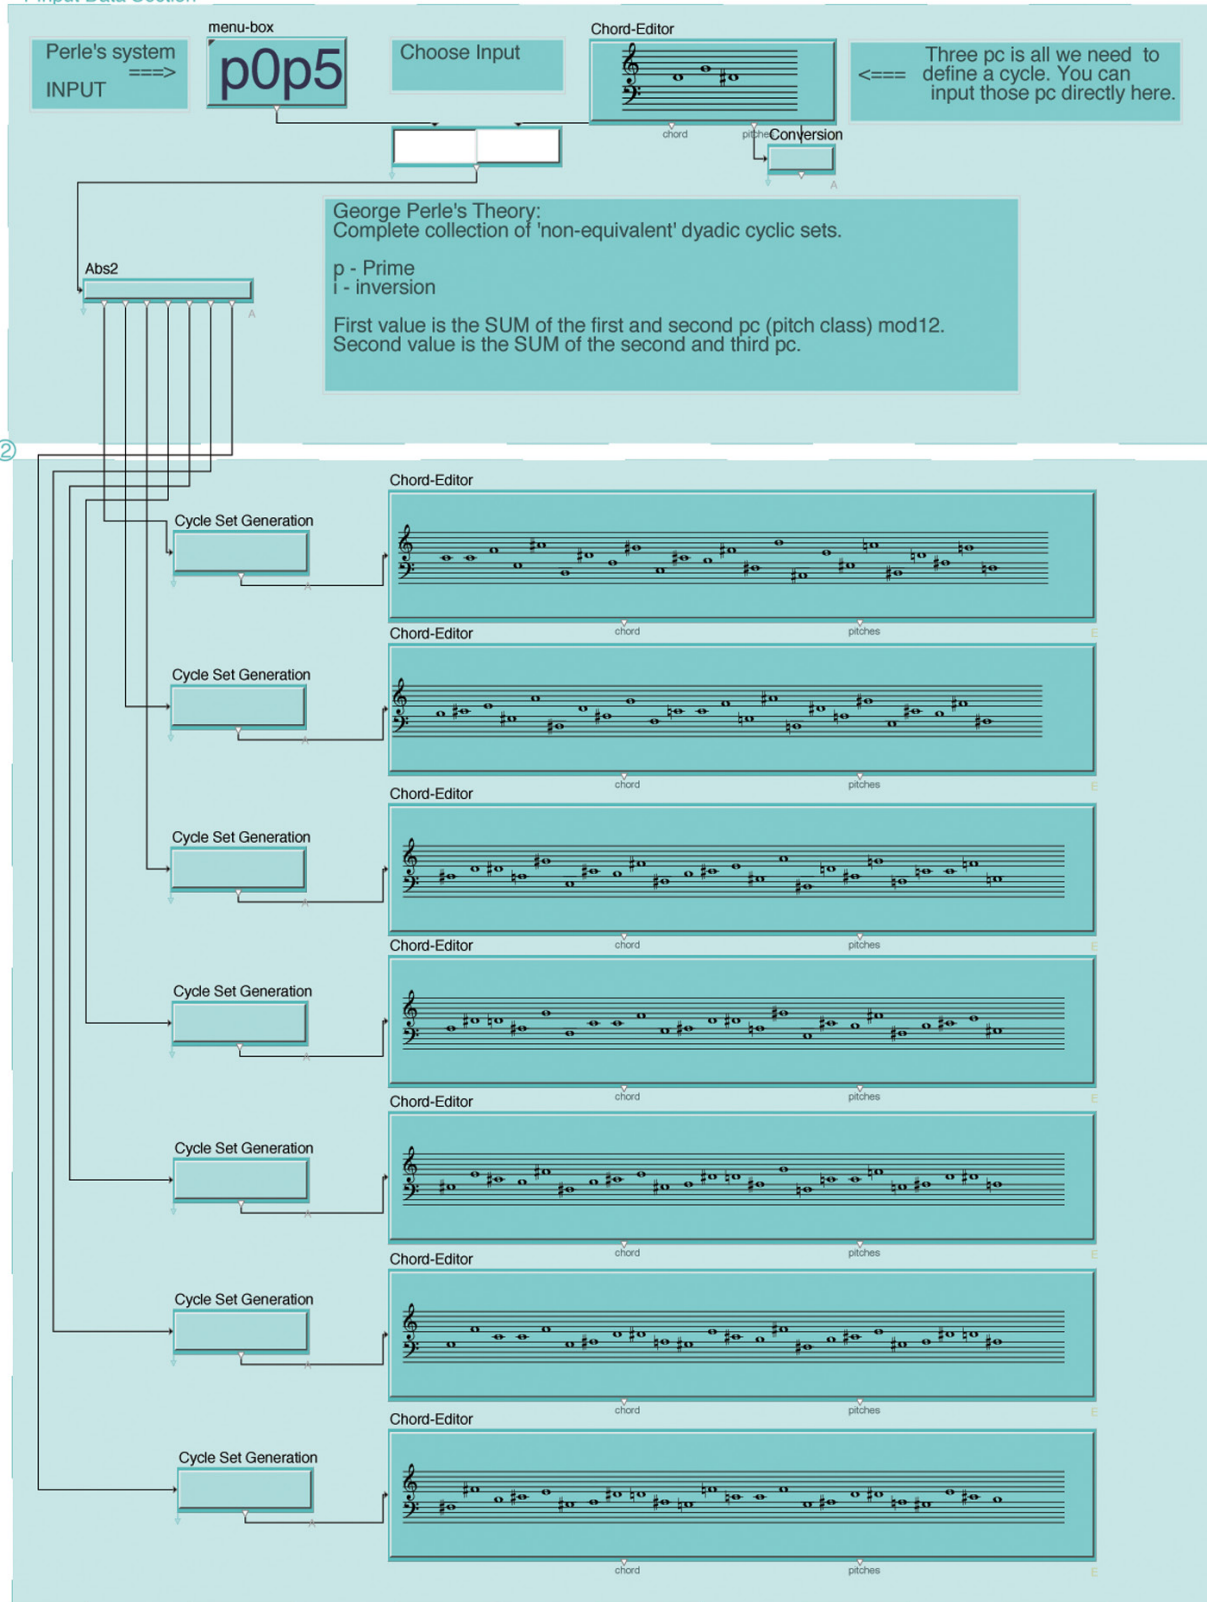 Input Data Section
Perle's system
===>
INPUT
menu-box
p0p5
Choose Input
Chord-Editor
chord
pitches
Three pc is all we need to
<=== define a cycle. You can
input those pc directly here.
Conversion
A
George Perle's Theory:
Complete collection of 'non-equivalent' dyadic cyclic sets.
p - Prime
i - inversion
First value is the SUM of the first and second pc (pitch class) mod12.
Second value is the SUM of the second and third pc.
Abs2
A
2
Cycle Set Generation
A
Chord-Editor
chord
pitches
E
Cycle Set Generation
A
Chord-Editor
chord
pitches
E
Cycle Set Generation
A
Chord-Editor
chord
pitches
E
Cycle Set Generation
A
Chord-Editor
chord
pitches
E
Cycle Set Generation
A
Chord-Editor
chord
pitches
E
Cycle Set Generation
A
Chord-Editor
chord
pitches
E
Cycle Set Generation
A
Chord-Editor
chord
pitches
E